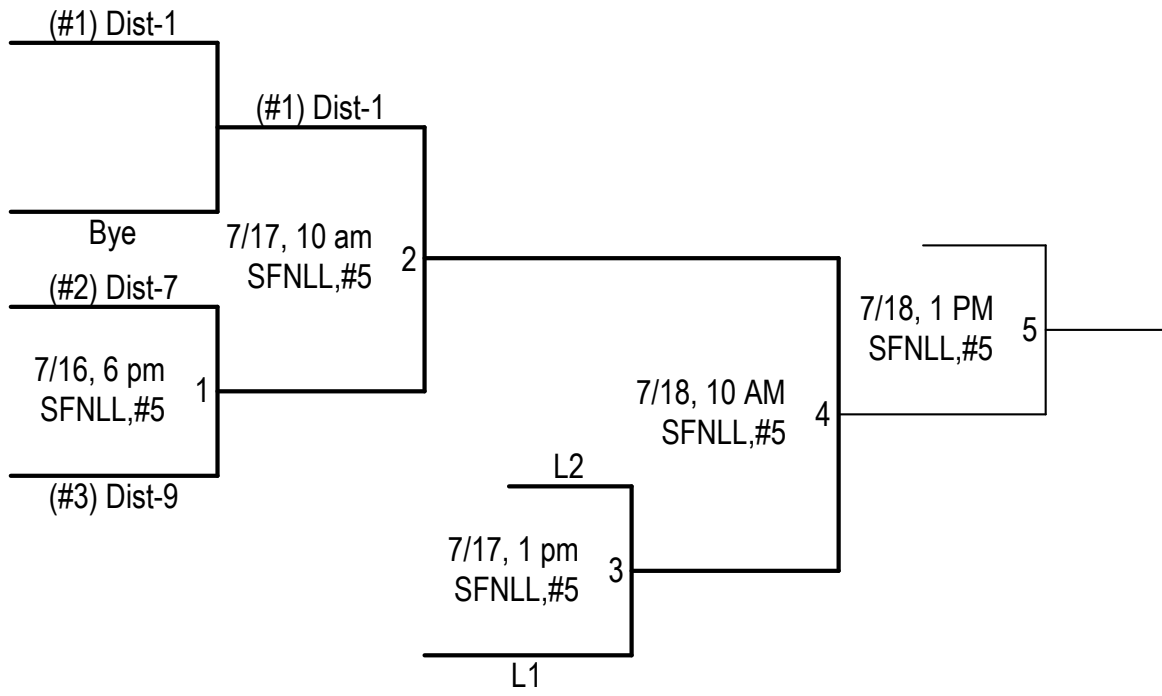 (#1) Dist-1
(#1) Dist-1
Bye
7/17, 10 am
SFNLL,#5
2
(#2) Dist-7
7/16, 6 pm
SFNLL,#5
1
(#3) Dist-9
7/18, 1 PM
SFNLL,#5
5
7/18, 10 AM
SFNLL,#5
4
L2
7/17, 1 pm
SFNLL,#5
3
L1